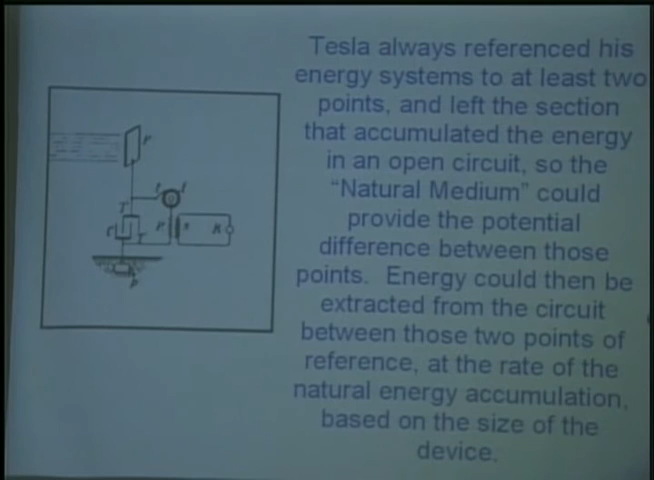 Tesla always referenced his
energy systems to at least two
points, and left the section
that accumulated the energy
in an open circuit, so the
“Natural Medium” could
provide the potential
difference between those
points. Energy could then be
extracted from the circuit
between those two points of
reference, at the rate of the
natural energy accumulation,
based on the size of the
device.
P
T
T
P
S
R
P